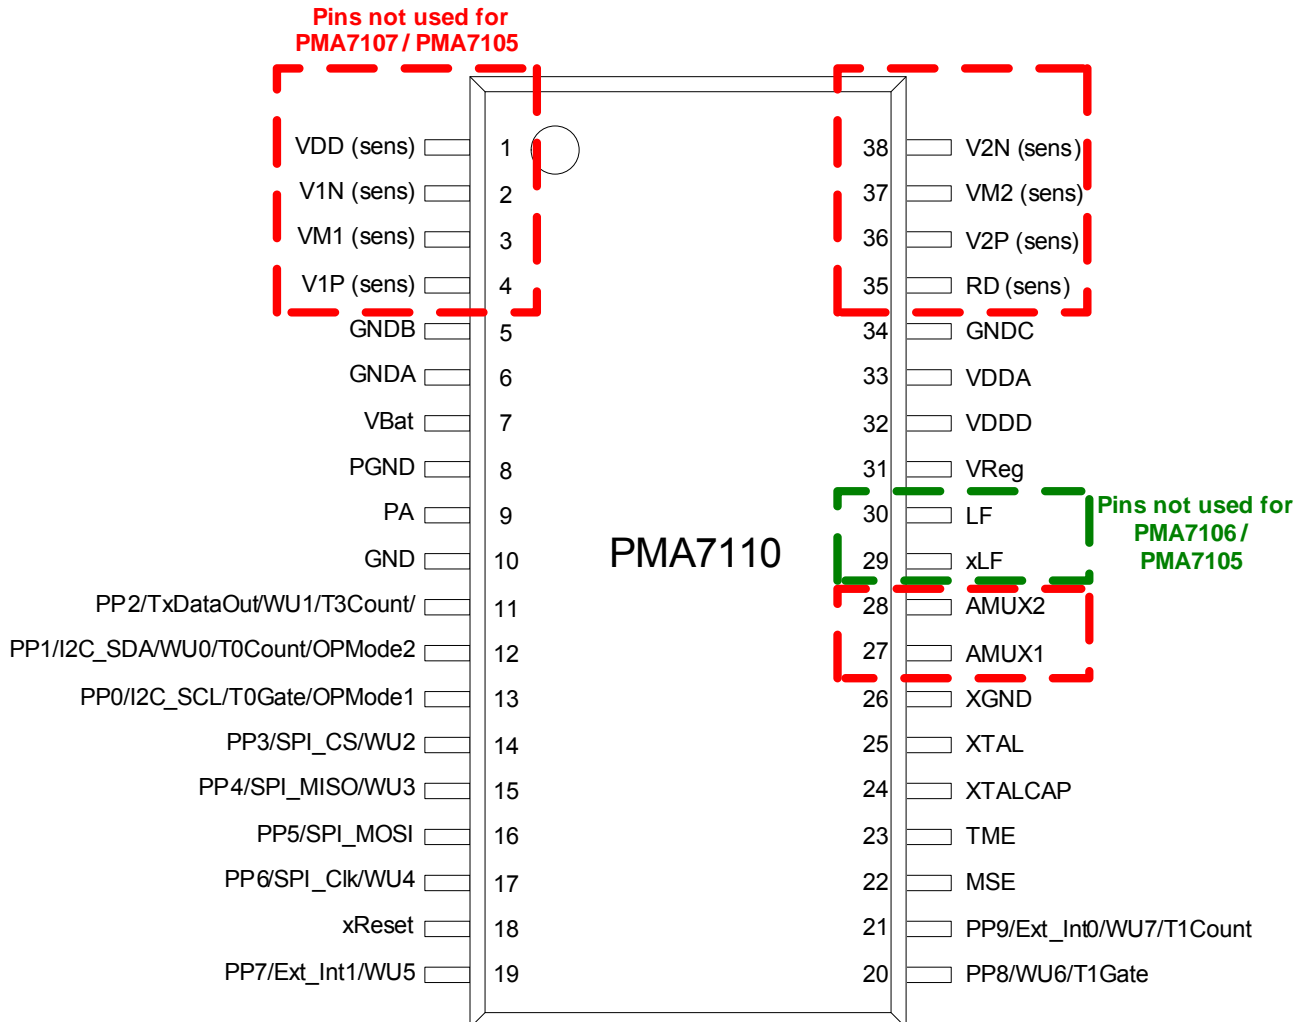 Pins not used for
PMA7107 / PMA7105
VDD (sens) 1
V1N (sens) 2
VM1 (sens) 3
V1P (sens) 4
GNDB 5
GNDA 6
VBat 7
PGND 8
PA 9
GND 10
PP2/TxDataOut/WU1/T3Count/ 11
PP1/I2C_SDA/WU0/T0Count/OPMode2 12
PP0/I2C_SCL/T0Gate/OPMode1 13
PP3/SPI_CS/WU2 14
PP4/SPI_MISO/WU3 15
PP5/SPI_MOSI 16
PP6/SPI_Clk/WU4 17
xReset 18
PP7/Ext_Int1/WU5 19
PMA7110
38 V2N (sens)
37 VM2 (sens)
36 V2P (sens)
35 RD (sens)
34 GNDC
33 VDDA
32 VDDD
31 VReg
30 LF
29 xLF
28 AMUX2
27 AMUX1
26 XGND
25 XTAL
24 XTALCAP
23 TME
22 MSE
21 PP9/Ext_Int0/WU7/T1Count
20 PP8/WU6/T1Gate
Pins not used for
PMA7106 /
PMA7105